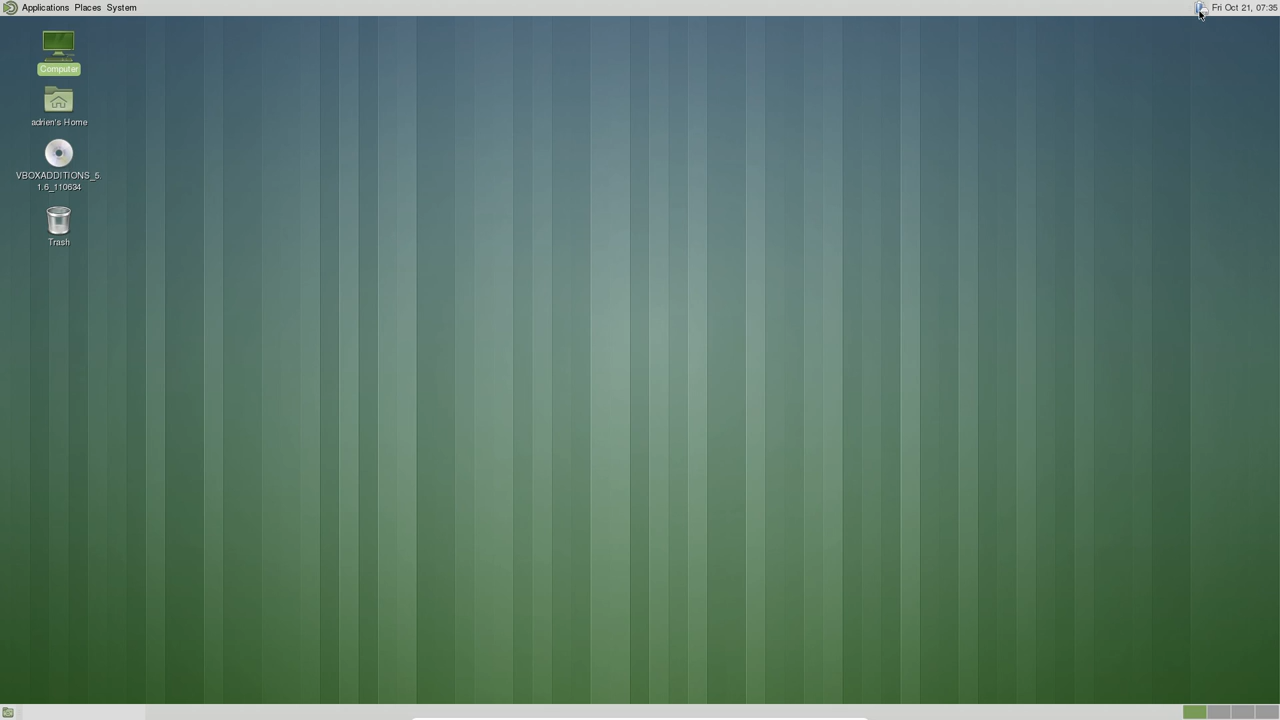 Applications Places System
Fri Oct 21, 07:35
Computer
adrien's Home
VBOXADDITIONS_5.
1.6_110634
Trash